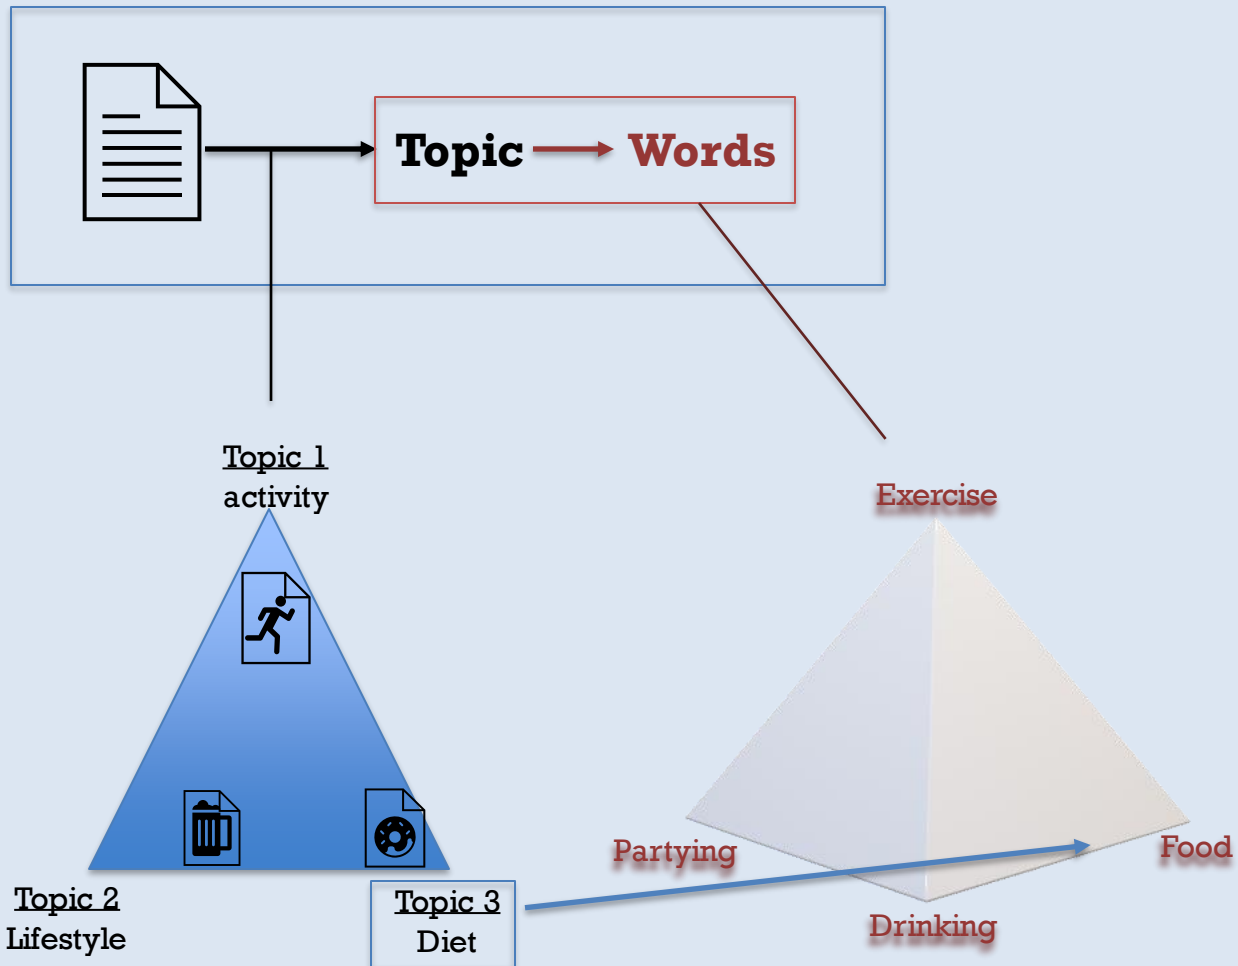 Topic
Words
Topic 1
activity
Exercise
Partying
Food
Topic 2
Lifestyle
Topic 3
Diet
Drinking